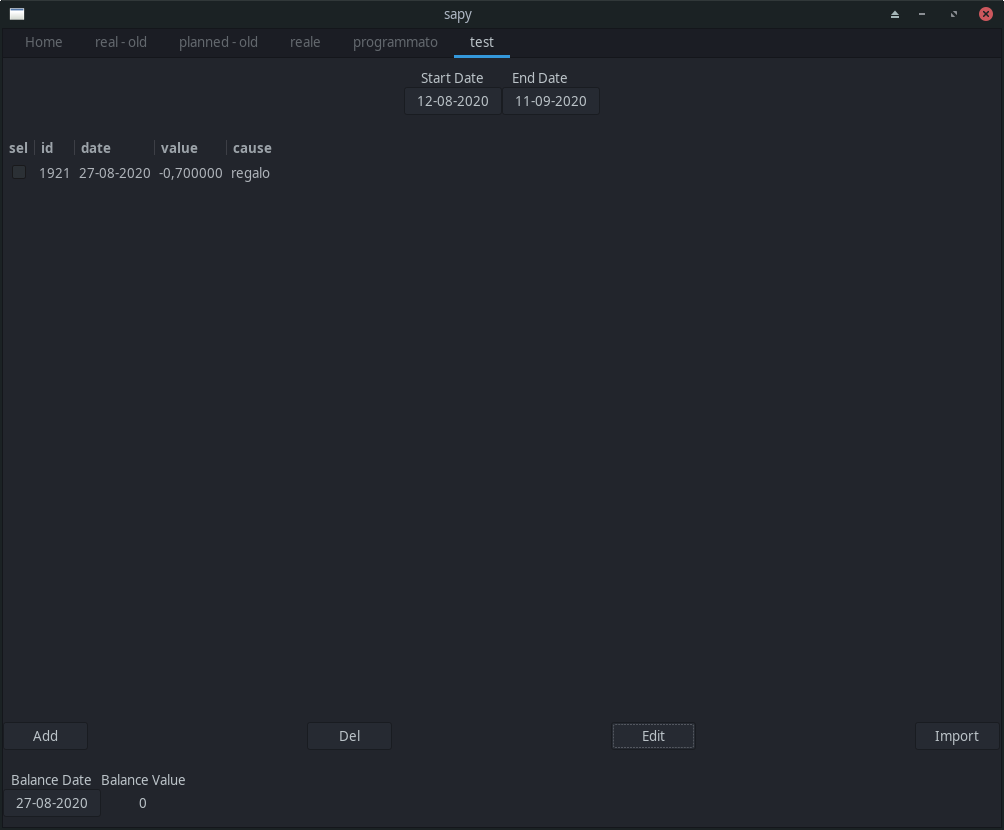 sapy
Home real - old planned - old reale programmato test
Start Date End Date
12-08-2020 11-09-2020
sel id date value cause
1921 27-08-2020 -0,700000 regalo
Add Del Edit Import
Balance Date Balance Value
27-08-2020 0